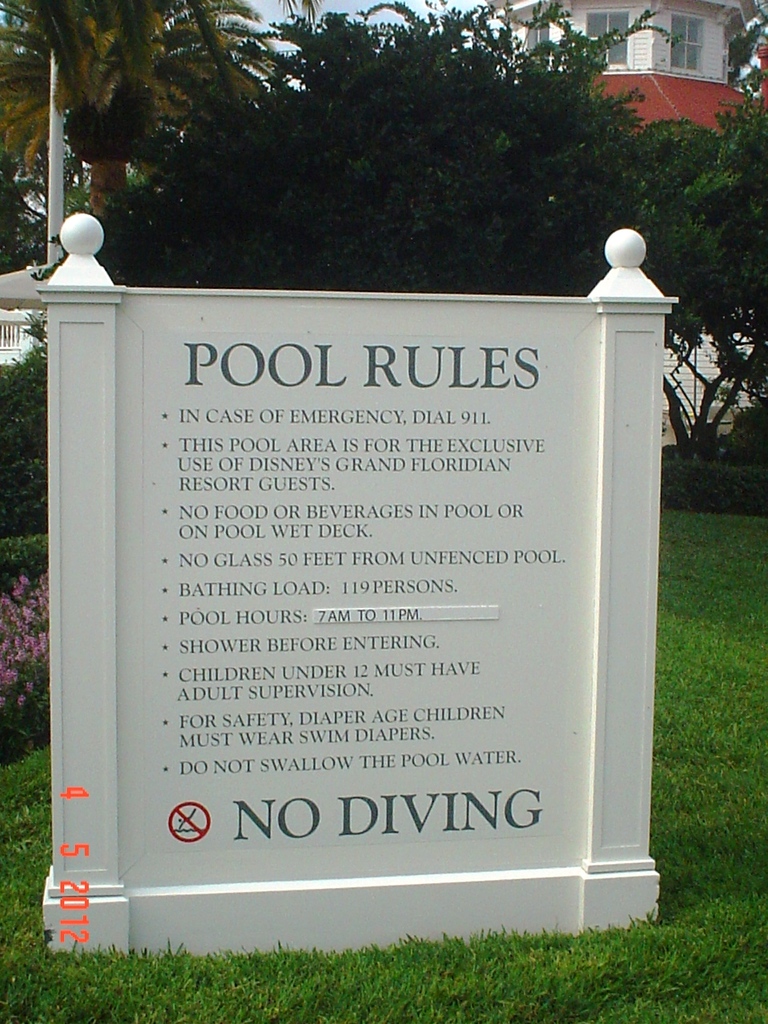 POOL RULES
* IN CASE OF EMERGENCY, DIAL 911.
* THIS POOL AREA IS FOR THE EXCLUSIVE
USE OF DISNEY'S GRAND FLORIDIAN
RESORT GUESTS.
* NO FOOD OR BEVERAGES IN POOL OR
ON POOL WET DECK.
* NO GLASS 50 FEET FROM UNFENCED POOL.
* BATHING LOAD: 119 PERSONS.
* POOL HOURS: 7 AM TO 11 PM.
* SHOWER BEFORE ENTERING.
* CHILDREN UNDER 12 MUST HAVE
ADULT SUPERVISION.
* FOR SAFETY, DIAPER AGE CHILDREN
MUST WEAR SWIM DIAPERS.
* DO NOT SWALLOW THE POOL WATER.
NO DIVING
4 5 2012